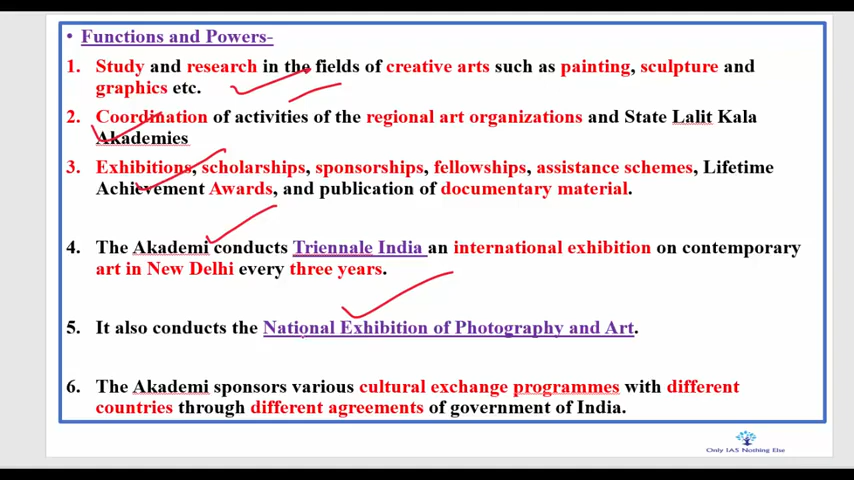 • Functions and Powers-
1. Study and research in the fields of creative arts such as painting, sculpture and
graphics etc.
2. Coordination of activities of the regional art organizations and State Lalit Kala
Akademies
3. Exhibitions, scholarships, sponsorships, fellowships, assistance schemes, Lifetime
Achievement Awards, and publication of documentary material.
4. The Akademi conducts Triennale India an international exhibition on contemporary
art in New Delhi every three years.
5. It also conducts the National Exhibition of Photography and Art.
6. The Akademi sponsors various cultural exchange programmes with different
countries through different agreements of government of India.
Only IAS Nothing Else